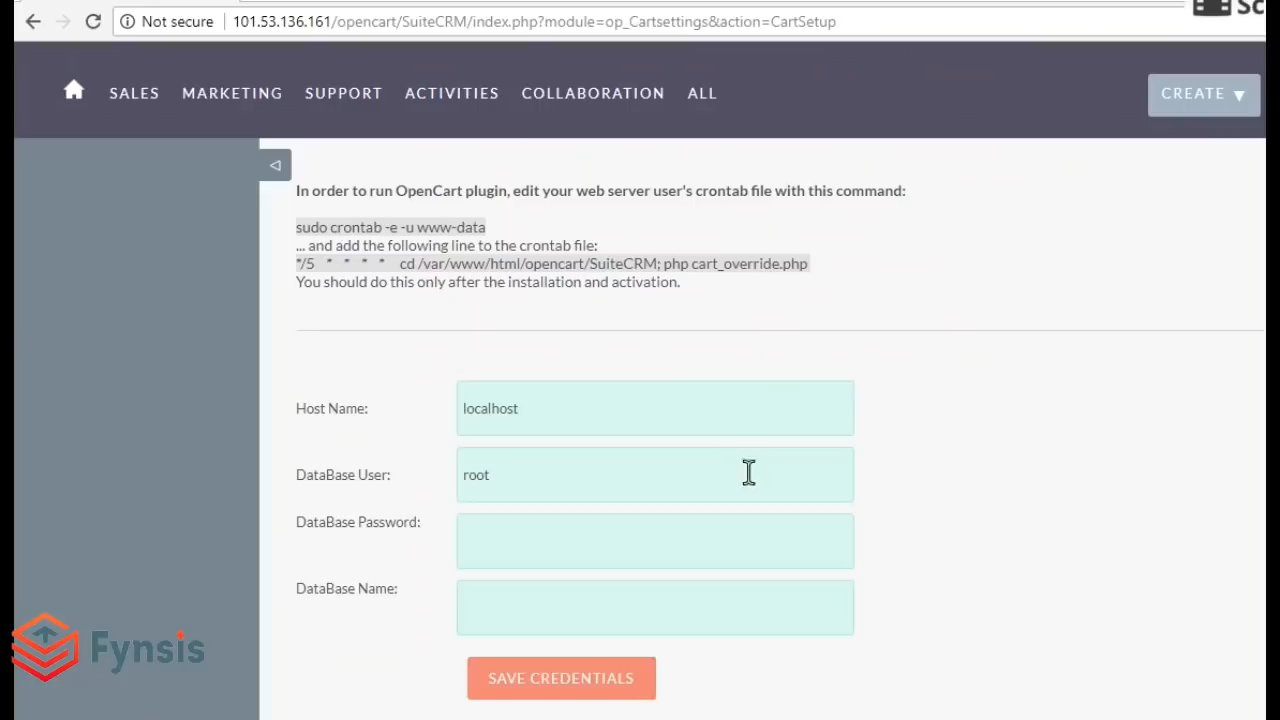 Sc
Not secure
101.53.136.161/opencart/SuiteCRM/index.php?module=op_Cartsettings&action=CartSetup
SALES MARKETING SUPPORT ACTIVITIES COLLABORATION ALL
CREATE ▼
In order to run OpenCart plugin, edit your web server user's crontab file with this command:
sudo crontab -e -u www-data
... and add the following line to the crontab file:
*/5 * * * * cd /var/www/html/opencart/SuiteCRM; php cart_override.php
You should do this only after the installation and activation.
Host Name: localhost
DataBase User: root
DataBase Password:
DataBase Name:
Fynsis
SAVE CREDENTIALS